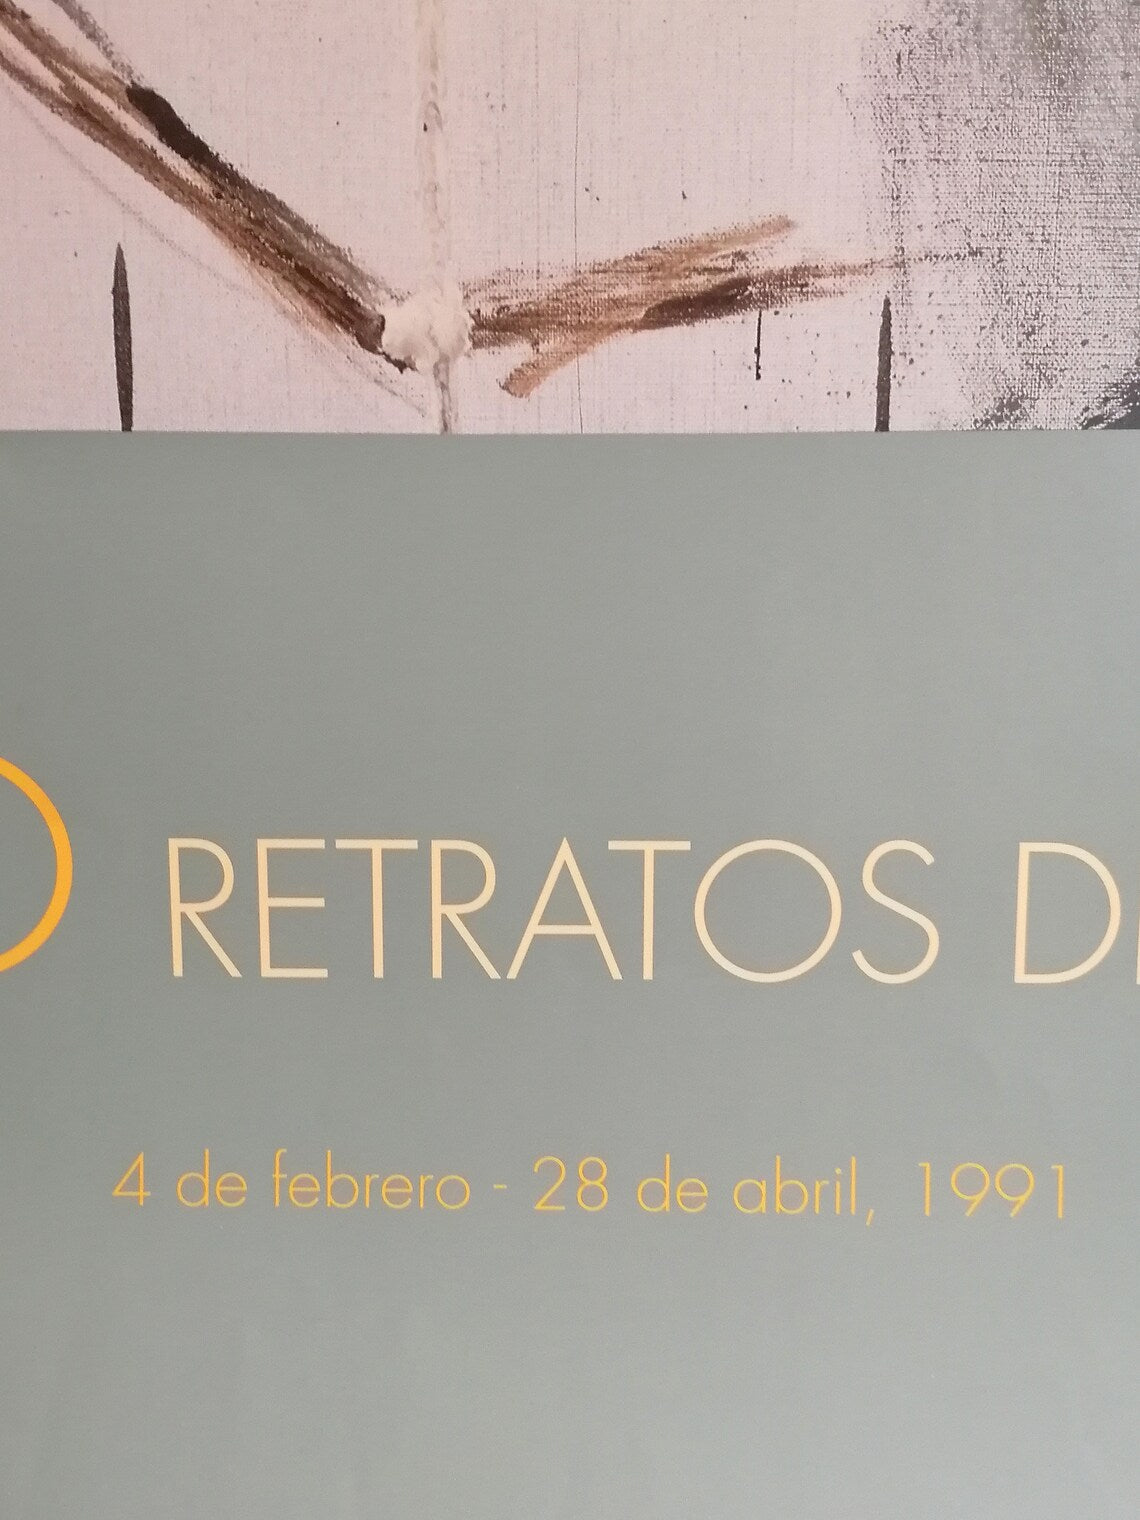 RETRATOS
4 de febrero - 28 de abril, 1991